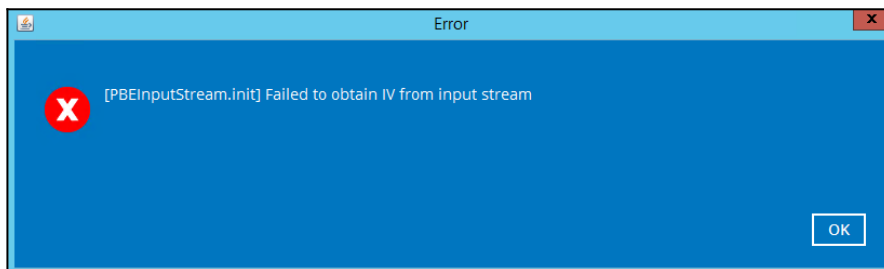 Error
x
[PBEInputStream.init] Failed to obtain IV from input stream
X
OK